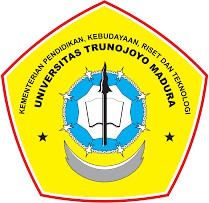 KEMENTERIAN PENDIDIKAN, KEBUDAYAAN, RISET DAN TEKNOLOGI
UNIVERSITAS TRUNOJOYO MADURA